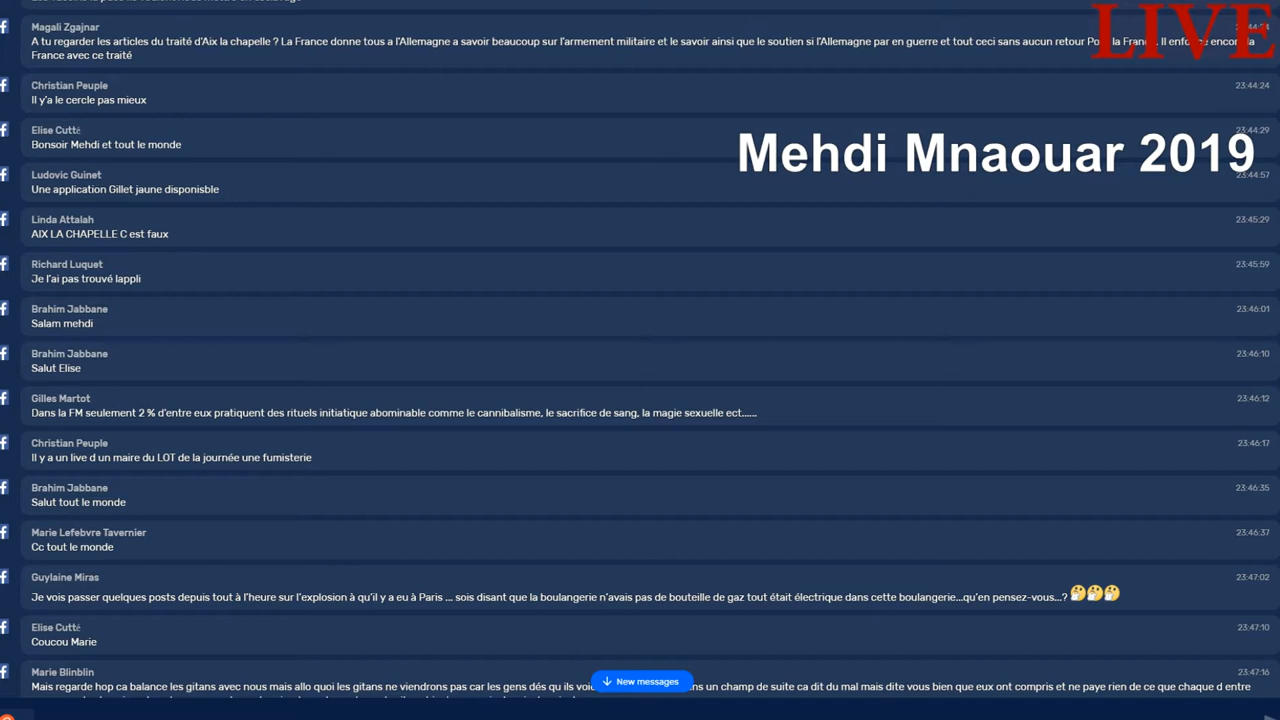 LIVE
Magali Zgajnar
A tu regarder les articles du traité d'Aix la chapelle ? La France donne tous a l'Allemagne a savoir beaucoup sur l'armement militaire et le savoir ainsi que le soutien si l'Allemagne par en guerre et tout ceci sans aucun retour Pour la France. Il enfonce encore la
France avec ce traité
Christian Peuple 23:44:24
Il y'a le cercle pas mieux
Elise Cutté 23:44:29
Bonsoir Mehdi et tout le monde
Mehdi Mnaouar 2019
Ludovic Guinet 23:44:57
Une application Gillet jaune disponisble
Linda Attalah 23:45:29
AIX LA CHAPELLE C est faux
Richard Luquet 23:45:59
Je l'ai pas trouvé lappli
Brahim Jabbane 23:46:01
Salam mehdi
Brahim Jabbane 23:46:10
Salut Elise
Gilles Martot 23:46:12
Dans la FM seulement 2 % d'entre eux pratiquent des rituels initiatique abominable comme le cannibalisme, le sacrifice de sang, la magie sexuelle ect......
Christian Peuple 23:46:17
Il y a un live d un maire du LOT de la journée une fumisterie
Brahim Jabbane 23:46:35
Salut tout le monde
Marie Lefebvre Tavernier 23:46:37
Cc tout le monde
Guylaine Miras 23:47:02
Je vois passer quelques posts depuis tout à l'heure sur l'explosion à qu'il y a eu à Paris ... sois disant que la boulangerie n'avais pas de bouteille de gaz tout était électrique dans cette boulangerie...qu'en pensez-vous...? 🤔🤔🤔
Elise Cutté 23:47:10
Coucou Marie
Marie Blinblin 23:47:16
Mais regarde hop ca balance les gitans avec nous mais allo quoi les gitans ne viendrons pas car les gens dés qu ils ns un champ de suite ca dit du mal mais dite vous bien que eux ont compris et ne paye rien de ce que chaque d entre
New messages